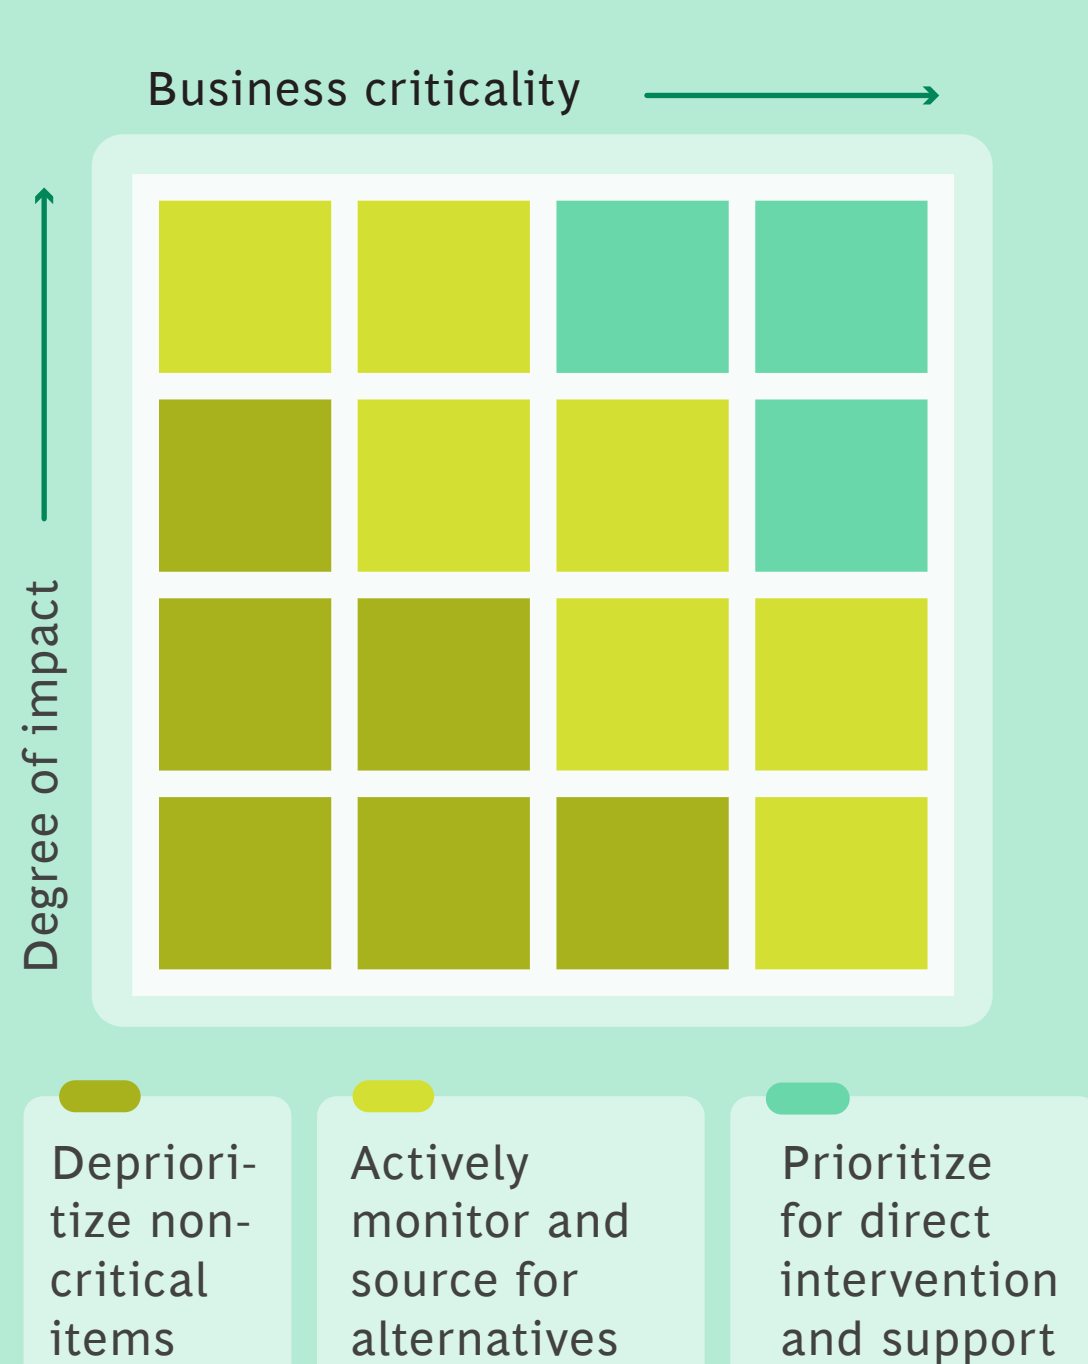 Business criticality
Degree of impact
Depriori-
tize non-
critical
items
Actively
monitor and
source for
alternatives
Prioritize
for direct
intervention
and support